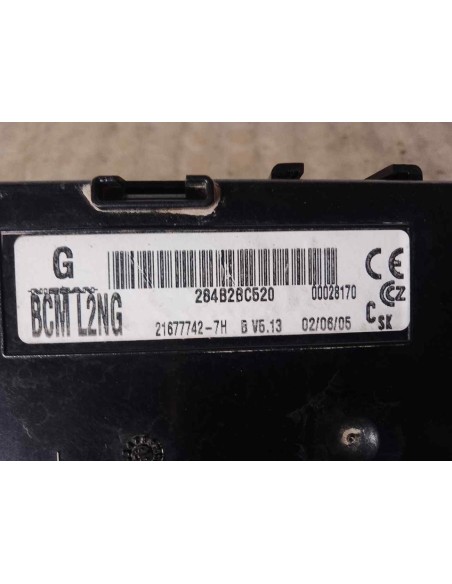 G
284B2BC520 00028170
CE
CZ
BCM L2NG
21677742-7H B V5.13 02/06/05
C SK